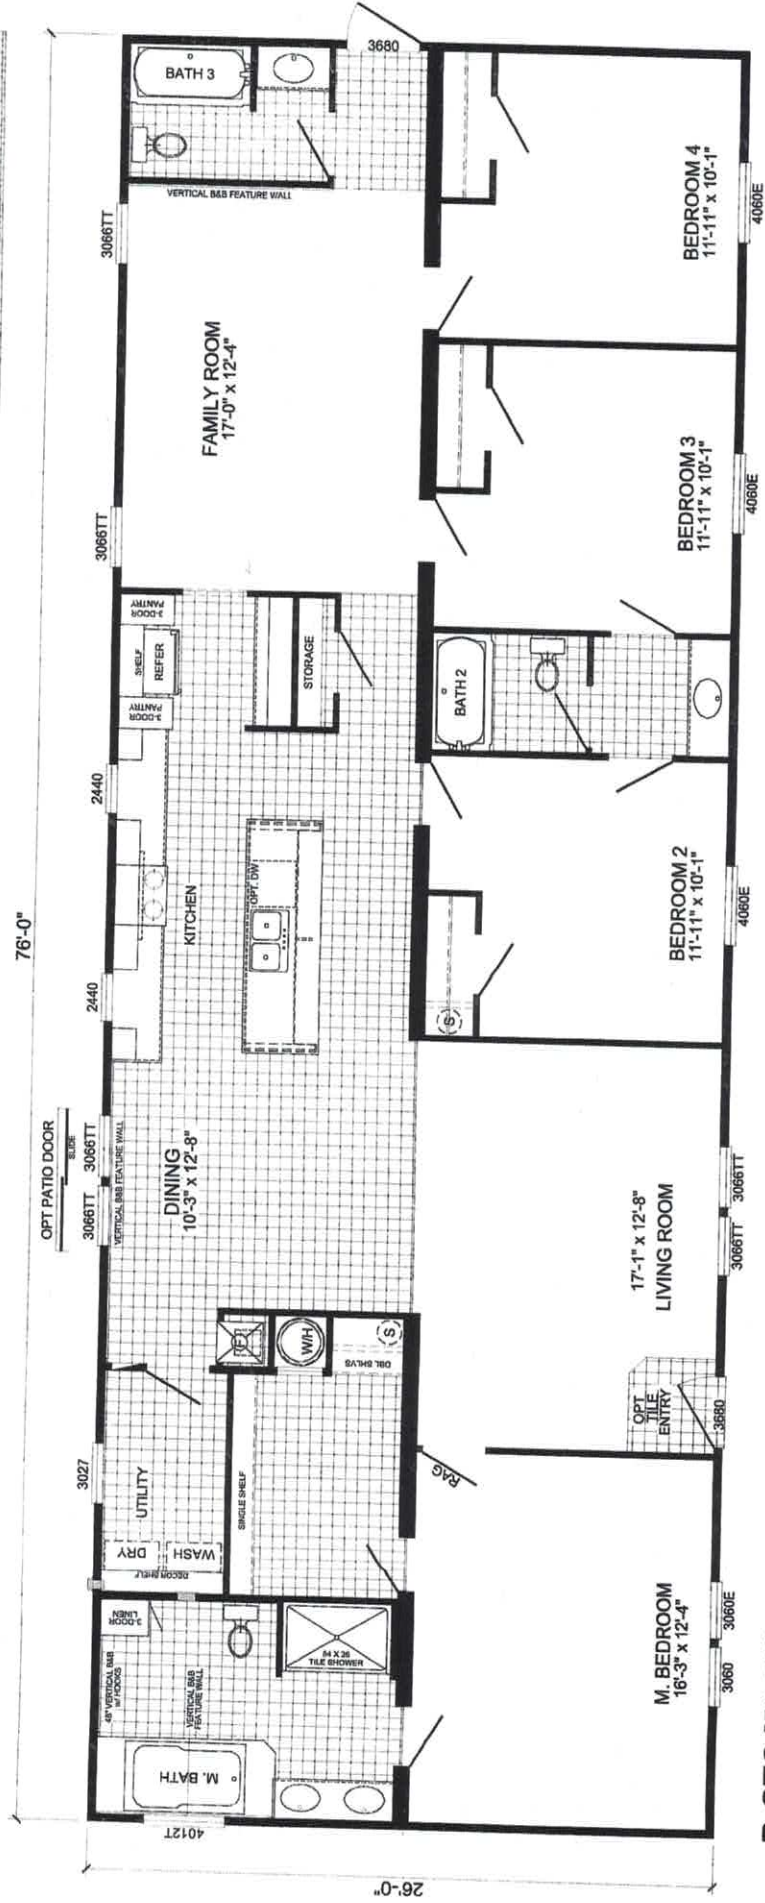 3680
BATH 3
VERTICAL B&B FEATURE WALL
BEDROOM 4
11'-11" x 10'-1"
4060E
3066TT
FAMILY ROOM
17'-0" x 12'-4"
3066TT
BEDROOM 3
11'-11" x 10'-1"
4060E
3-DOOR
PANTRY
SHELF
REFER
3-DOOR
PANTRY
STORAGE
BATH 2
2440
KITCHEN
OPT. DW
BEDROOM 2
11'-11" x 10'-1"
4060E
S
76'-0"
2440
OPT PATIO DOOR
SLIDE
3066TT
3066TT
VERTICAL B&B FEATURE WALL
DINING
10'-3" x 12'-8"
17'-1" x 12'-8"
LIVING ROOM
3066TT
3066TT
F
W/H
DBL SHLVS
S
OPT
TILE
ENTRY
3680
3027
UTILITY
SINGLE SHELF
RAG
DRY
WASH
DECOR SHELF
3-DOOR
LINEN
48" VERTICAL B&B
w/ HOOKS
VERTICAL B&B
FEATURE WALL
TILE SHOWER
M. BATH
M. BEDROOM
16'-3" x 12'-4"
3060E
3060
4012T
26'-0"